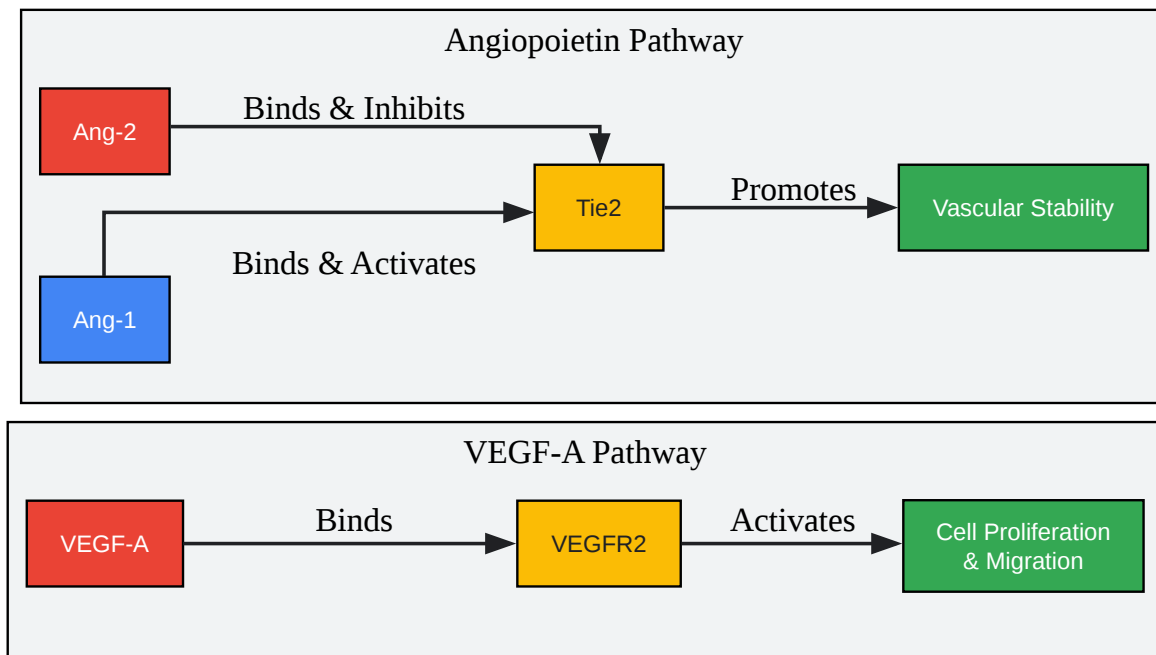 Angiopoietin Pathway
Ang-2
Binds & Inhibits
Tie2
Promotes
Vascular Stability
Binds & Activates
Ang-1
VEGF-A Pathway
VEGF-A
Binds
VEGFR2
Activates
Cell Proliferation
& Migration